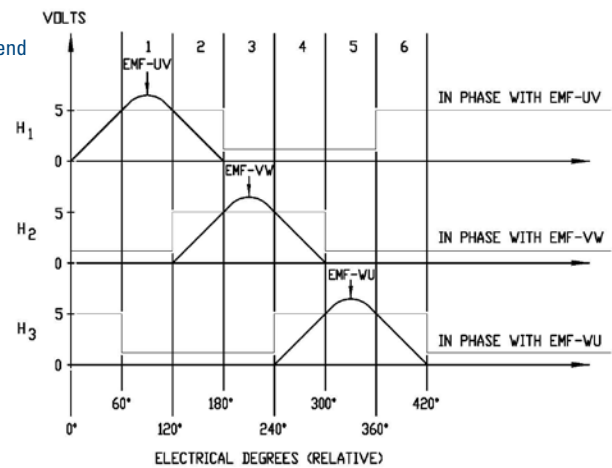 VOLTS
end
1 2 3 4 5 6
EMF-UV
5
IN PHASE WITH EMF-UV
H1
0
EMF-VW
5
H2
IN PHASE WITH EMF-VW
0
EMF-WU
5
H3
IN PHASE WITH EMF-WU
0
60° 180° 300° 420°
0° 120° 240° 360°
ELECTRICAL DEGREES (RELATIVE)